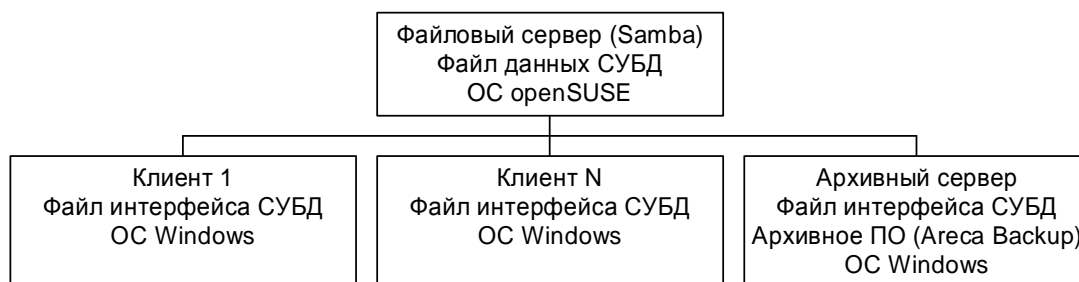 Файловый сервер (Samba)
Файл данных СУБД
ОС openSUSE
Клиент 1
Файл интерфейса СУБД
ОС Windows
Клиент N
Файл интерфейса СУБД
ОС Windows
Архивный сервер
Файл интерфейса СУБД
Архивное ПО (Areca Backup)
ОС Windows